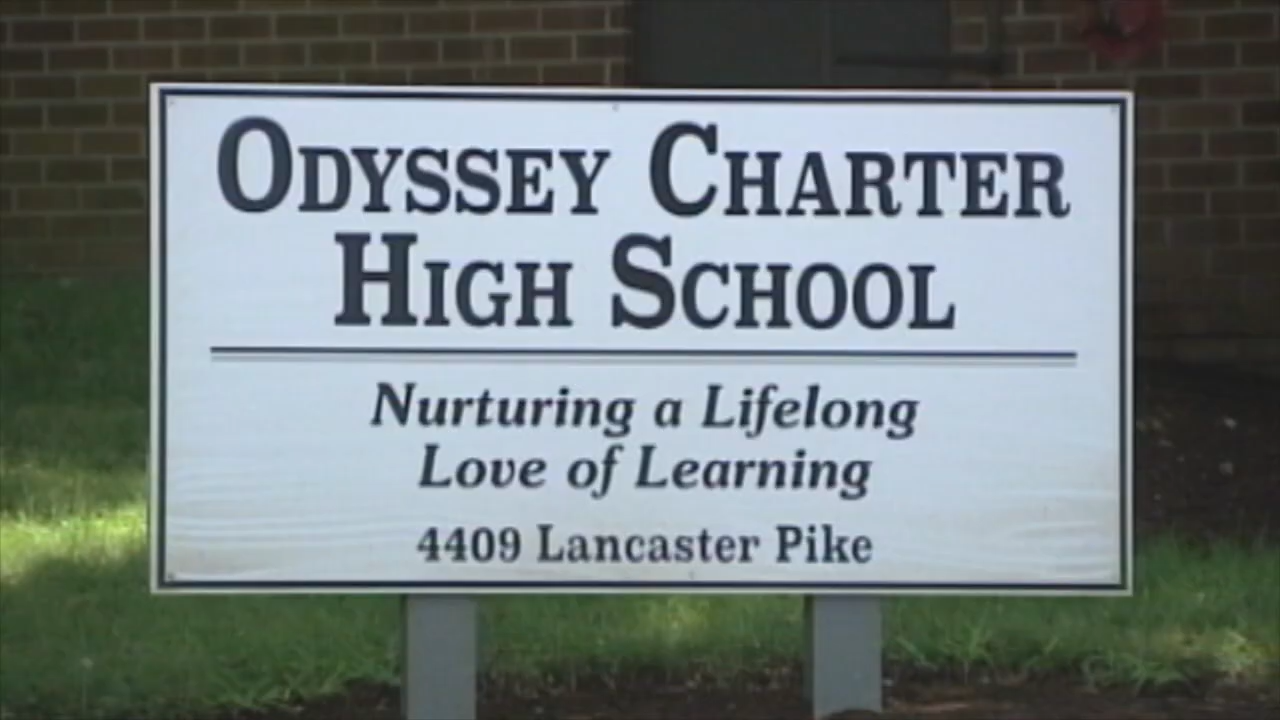 ODYSSEY CHARTER
HIGH SCHOOL
Nurturing a Lifelong
Love of Learning
4409 Lancaster Pike